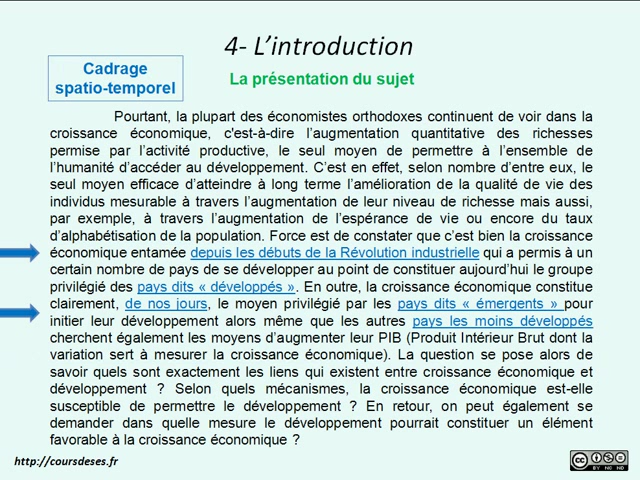 4- L’introduction
Cadrage
spatio-temporel
La présentation du sujet
Pourtant, la plupart des économistes orthodoxes continuent de voir dans la
croissance économique, c'est-à-dire l’augmentation quantitative des richesses
permise par l’activité productive, le seul moyen de permettre à l’ensemble de
l’humanité d’accéder au développement. C’est en effet, selon nombre d’entre eux, le
seul moyen efficace d’atteindre à long terme l’amélioration de la qualité de vie des
individus mesurable à travers l’augmentation de leur niveau de richesse mais aussi,
par exemple, à travers l’augmentation de l’espérance de vie ou encore du taux
d’alphabétisation de la population. Force est de constater que c’est bien la croissance
économique entamée depuis les débuts de la Révolution industrielle qui a permis à un
certain nombre de pays de se développer au point de constituer aujourd’hui le groupe
privilégié des pays dits « développés ». En outre, la croissance économique constitue
clairement, de nos jours, le moyen privilégié par les pays dits « émergents » pour
initier leur développement alors même que les autres pays les moins développés
cherchent également les moyens d’augmenter leur PIB (Produit Intérieur Brut dont la
variation sert à mesurer la croissance économique). La question se pose alors de
savoir quels sont exactement les liens qui existent entre croissance économique et
développement ? Selon quels mécanismes, la croissance économique est-elle
susceptible de permettre le développement ? En retour, on peut également se
demander dans quelle mesure le développement pourrait constituer un élément
favorable à la croissance économique ?
http://coursdeses.fr
cc
BY NC ND